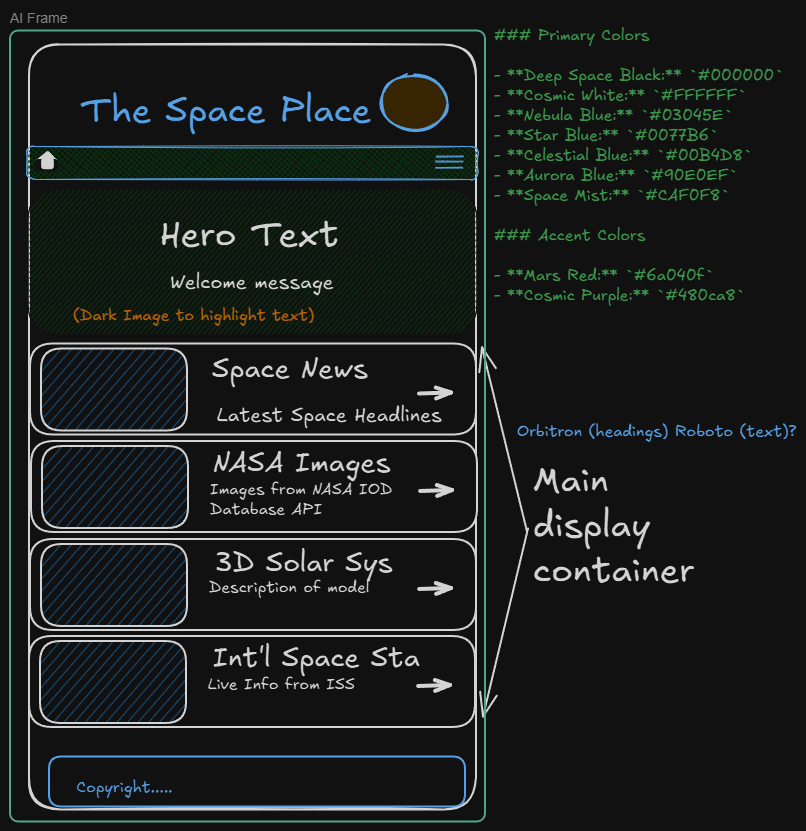 AI Frame
The Space Place
Hero Text
Welcome message
(Dark Image to highlight text)
Space News
Latest Space Headlines
NASA Images
Images from NASA IOD
Database API
3D Solar Sys
Description of model
Int'l Space Sta
Live Info from ISS
Copyright.....
### Primary Colors
- **Deep Space Black:** `#000000`
- **Cosmic White:** `#FFFFFF`
- **Nebula Blue:** `#03045E`
- **Star Blue:** `#0077B6`
- **Celestial Blue:** `#00B4D8`
- **Aurora Blue:** `#90E0EF`
- **Space Mist:** `#CAF0F8`
### Accent Colors
- **Mars Red:** `#6a040f`
- **Cosmic Purple:** `#480ca8`
Orbitron (headings) Roboto (text)?
Main
display
container